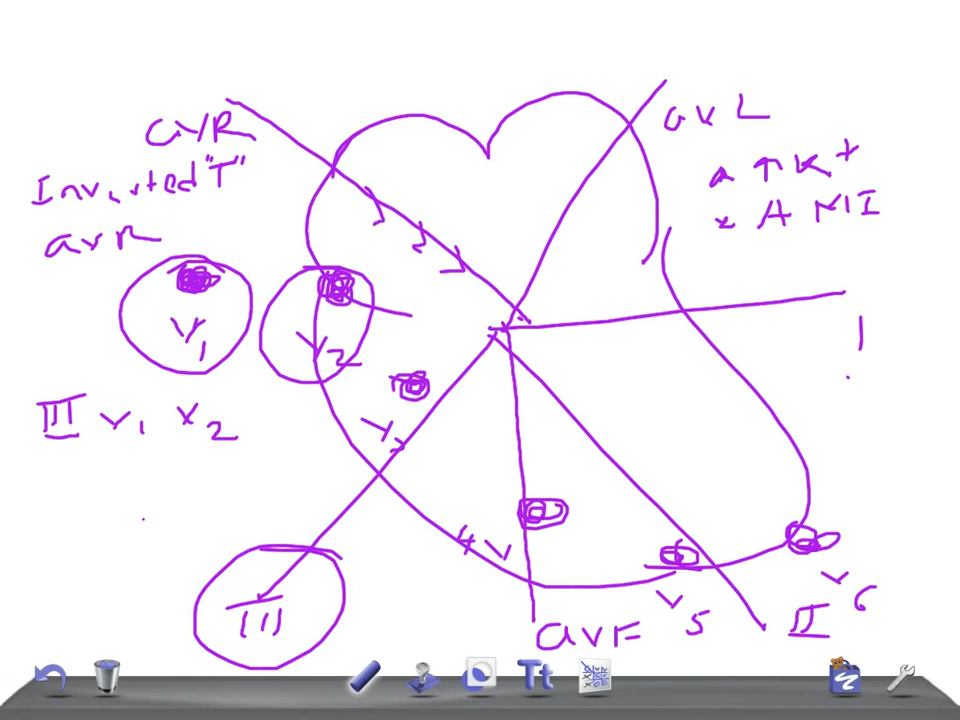 aVR
aVL
Inverted "T"
aVR
↑K+
AMI
V1
V2
I
III V1 V2
V3
V4
III
aVF
V5
II
V6
Tt